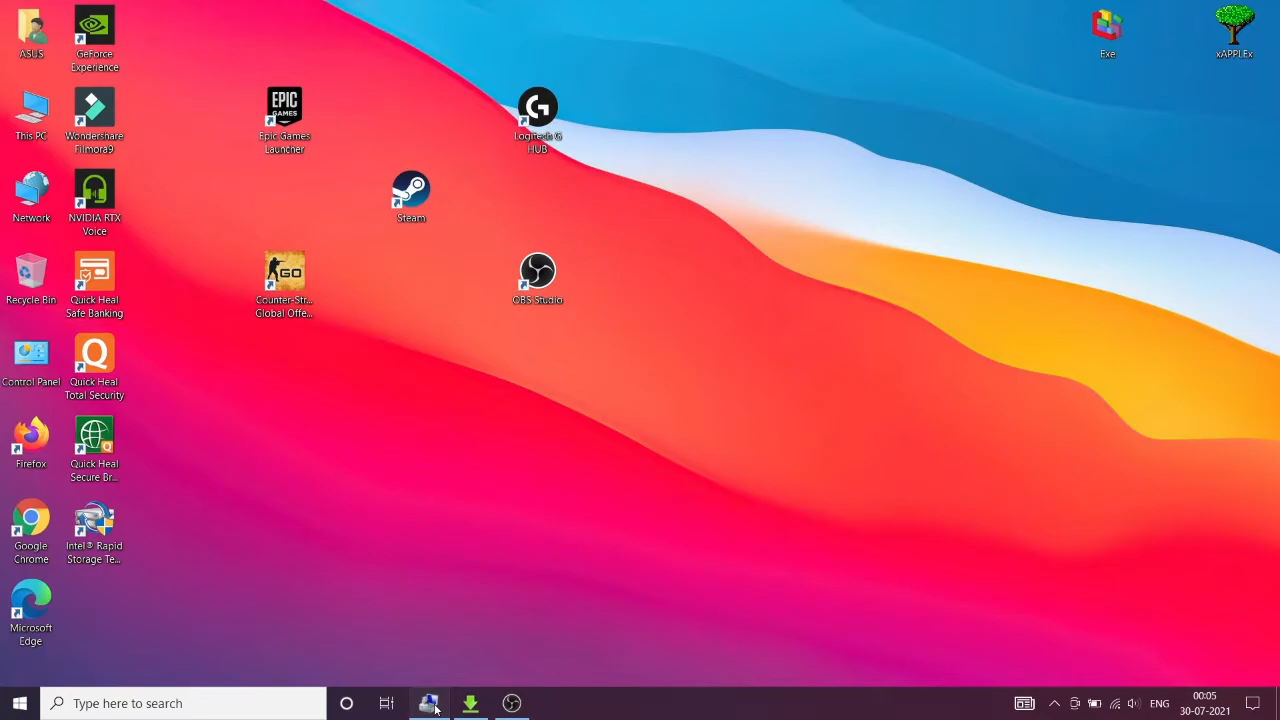 ASUS
GeForce
Experience
Exe
xAPPLEx
This PC
Wondershare
Filmora9
EPIC
GAMES
Epic Games
Launcher
Logitech G
HUB
Network
NVIDIA RTX
Voice
Steam
Recycle Bin
Quick Heal
Safe Banking
GO
Counter-Str...
Global Offe...
OBS Studio
Control Panel
Quick Heal
Total Security
Firefox
Quick Heal
Secure Br...
Google
Chrome
Intel® Rapid
Storage Te...
Microsoft
Edge
Type here to search
ENG
00:05
30-07-2021